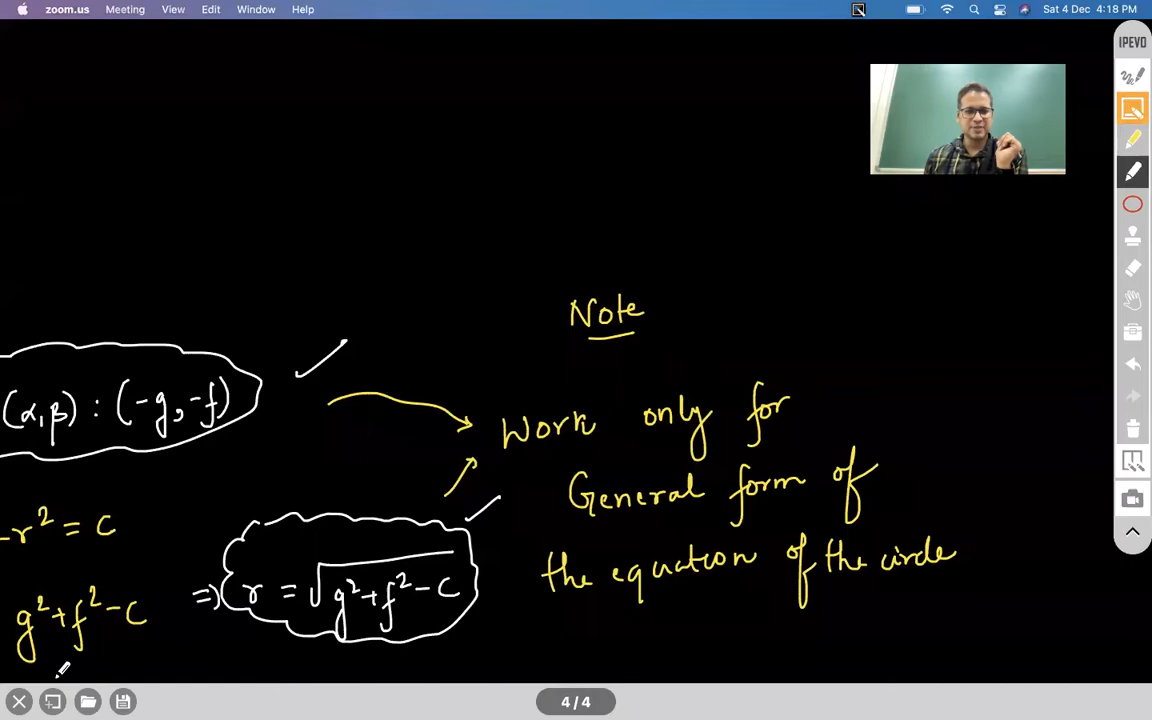 zoom.us Meeting View Edit Window Help Sat 4 Dec 4:18 PM
IPEVO
Note
(α,β) : (-g, -f)
Work only for
General form of
the equation of the circle
-r² = c
g²+f²-c
⇒ r = √g²+f²-c
4/4